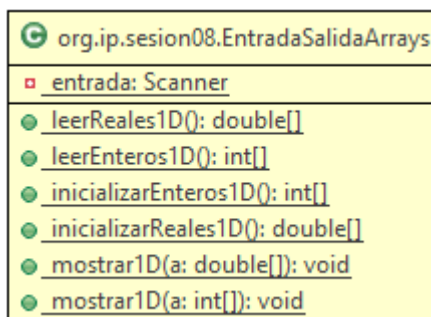 C org.ip.sesion08.EntradaSalidaArrays
entrada: Scanner
leerReales1D(): double[]
leerEnteros1D(): int[]
inicializarEnteros1D(): int[]
inicializarReales1D(): double[]
mostrar1D(a: double[]): void
mostrar1D(a: int[]): void